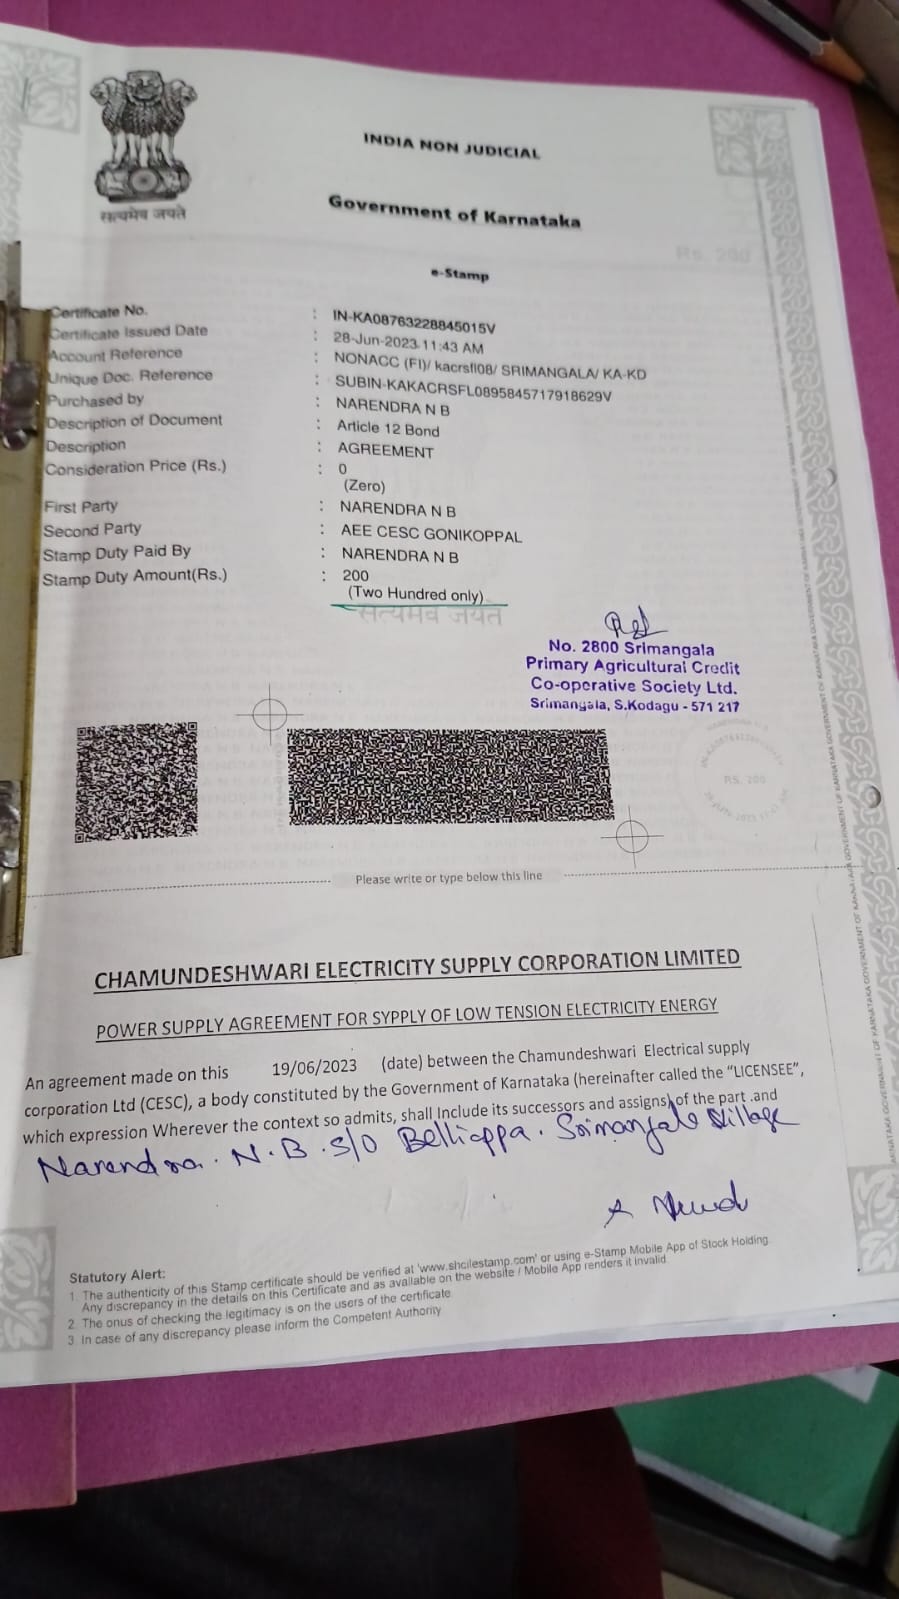 सत्यमेव जयते
INDIA NON JUDICIAL
Government of Karnataka
Rs. 200
e-Stamp
Certificate No. : IN-KA08763228845015V
Certificate Issued Date : 28-Jun-2023 11:43 AM
Account Reference : NONACC (FI)/ kacrsfl08/ SRIMANGALA/ KA-KD
Unique Doc. Reference : SUBIN-KAKACRSFL0895845717918629V
Purchased by : NARENDRA N B
Description of Document : Article 12 Bond
Description : AGREEMENT
Consideration Price (Rs.) : 0
(Zero)
First Party : NARENDRA N B
Second Party : AEE CESC GONIKOPPAL
Stamp Duty Paid By : NARENDRA N B
Stamp Duty Amount(Rs.) : 200
(Two Hundred only)
सत्यमेव जयते
No. 2800 Srimangala
Primary Agricultural Credit
Co-operative Society Ltd.
Srimangala, S.Kodagu - 571 217
RS. 200
Please write or type below this line
CHAMUNDESHWARI ELECTRICITY SUPPLY CORPORATION LIMITED
POWER SUPPLY AGREEMENT FOR SYPPLY OF LOW TENSION ELECTRICITY ENERGY
An agreement made on this 19/06/2023 (date) between the Chamundeshwari Electrical supply
corporation Ltd (CESC), a body constituted by the Government of Karnataka (hereinafter called the “LICENSEE”,
which expression Wherever the context so admits, shall Include its successors and assigns) of the part .and
Narendra. N.B. S/O Belliappa. Srimangala Village
Statutory Alert:
1. The authenticity of this Stamp certificate should be verified at 'www.shcilestamp.com' or using e-Stamp Mobile App of Stock Holding.
Any discrepancy in the details on this Certificate and as available on the website / Mobile App renders it invalid.
2. The onus of checking the legitimacy is on the users of the certificate.
3. In case of any discrepancy please inform the Competent Authority.